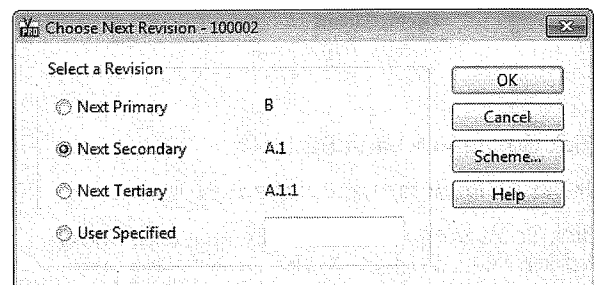 V PRO Choose Next Revision - 100002
Select a Revision
Next Primary B
Next Secondary A.1
Next Tertiary A.1.1
User Specified
OK
Cancel
Scheme...
Help